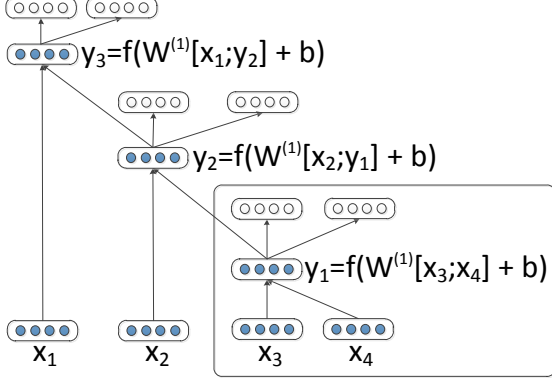 y₃=f(W⁽¹⁾[x₁;y₂] + b)
y₂=f(W⁽¹⁾[x₂;y₁] + b)
y₁=f(W⁽¹⁾[x₃;x₄] + b)
x₁ x₂ x₃ x₄